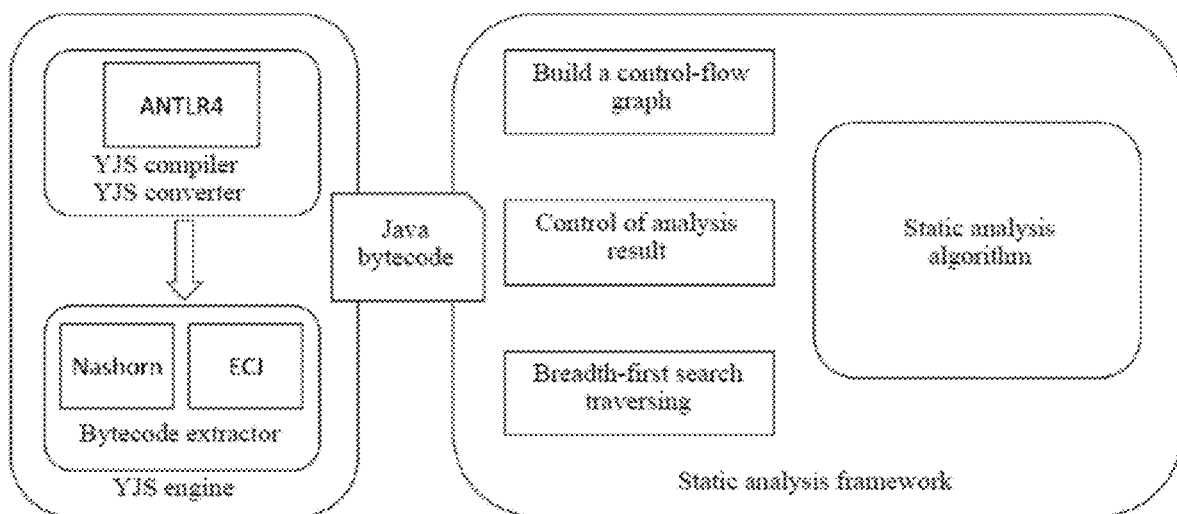 ANTLR4
YJS compiler
YJS converter
Nashorn
ECJ
Bytecode extractor
YJS engine
Java
bytecode
Build a control-flow
graph
Control of analysis
result
Breadth-first search
traversing
Static analysis
algorithm
Static analysis framework